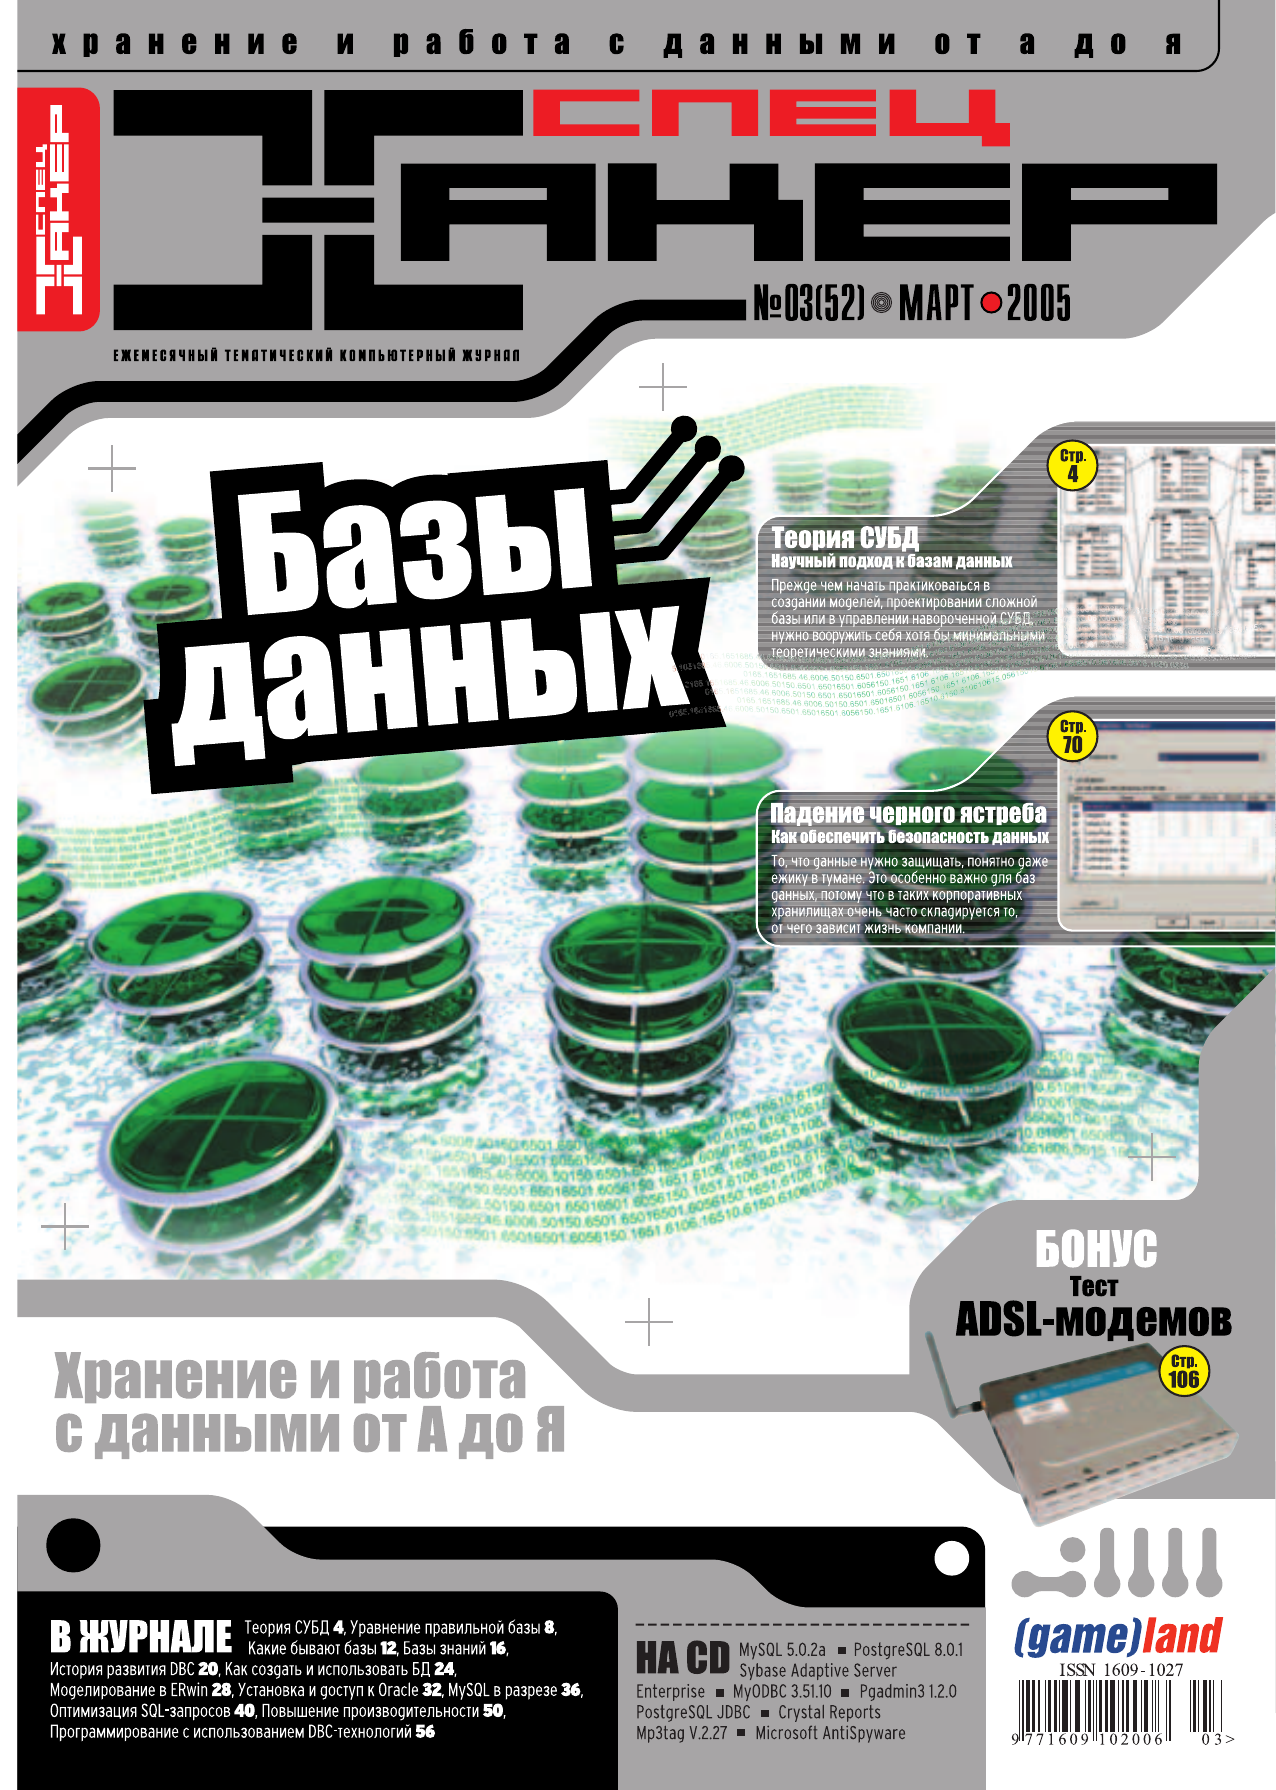 хранение и работа с данными от а до я
СПЕЦ
ХАКЕР
СПЕЦ
ХАКЕР
№03(52) МАРТ 2005
ЕЖЕМЕСЯЧНЫЙ ТЕМАТИЧЕСКИЙ КОМПЬЮТЕРНЫЙ ЖУРНАЛ
Базы
данных
Стр.
4
Теория СУБД
Научный подход к базам данных
Прежде чем начать практиковаться в
создании моделей, проектировании сложной
базы или в управлении навороченной СУБД,
нужно вооружить себя хотя бы минимальными
теоретическими знаниями.
Стр.
70
Падение черного ястреба
Как обеспечить безопасность данных
То, что данные нужно защищать, понятно даже
ежику в тумане. Это особенно важно для баз
данных, потому что в таких корпоративных
хранилищах очень часто складируется то,
от чего зависит жизнь компании.
БОНУС
Тест
ADSL-модемов
Стр.
106
Хранение и работа
с данными от А до Я
В ЖУРНАЛЕ Теория СУБД 4, Уравнение правильной базы 8,
Какие бывают базы 12, Базы знаний 16,
История развития DBC 20, Как создать и использовать БД 24,
Моделирование в ERwin 28, Установка и доступ к Oracle 32, MySQL в разрезе 36,
Оптимизация SQL-запросов 40, Повышение производительности 50,
Программирование с использованием DBC-технологий 56
НА CD MySQL 5.0.2a ■ PostgreSQL 8.0.1
Sybase Adaptive Server
Enterprise ■ MyODBC 3.51.10 ■ Pgadmin3 1.2.0
PostgreSQL JDBC ■ Crystal Reports
Mp3tag V.2.27 ■ Microsoft AntiSpyware
(game)land
ISSN 1609-1027
9 771609 102006 03>